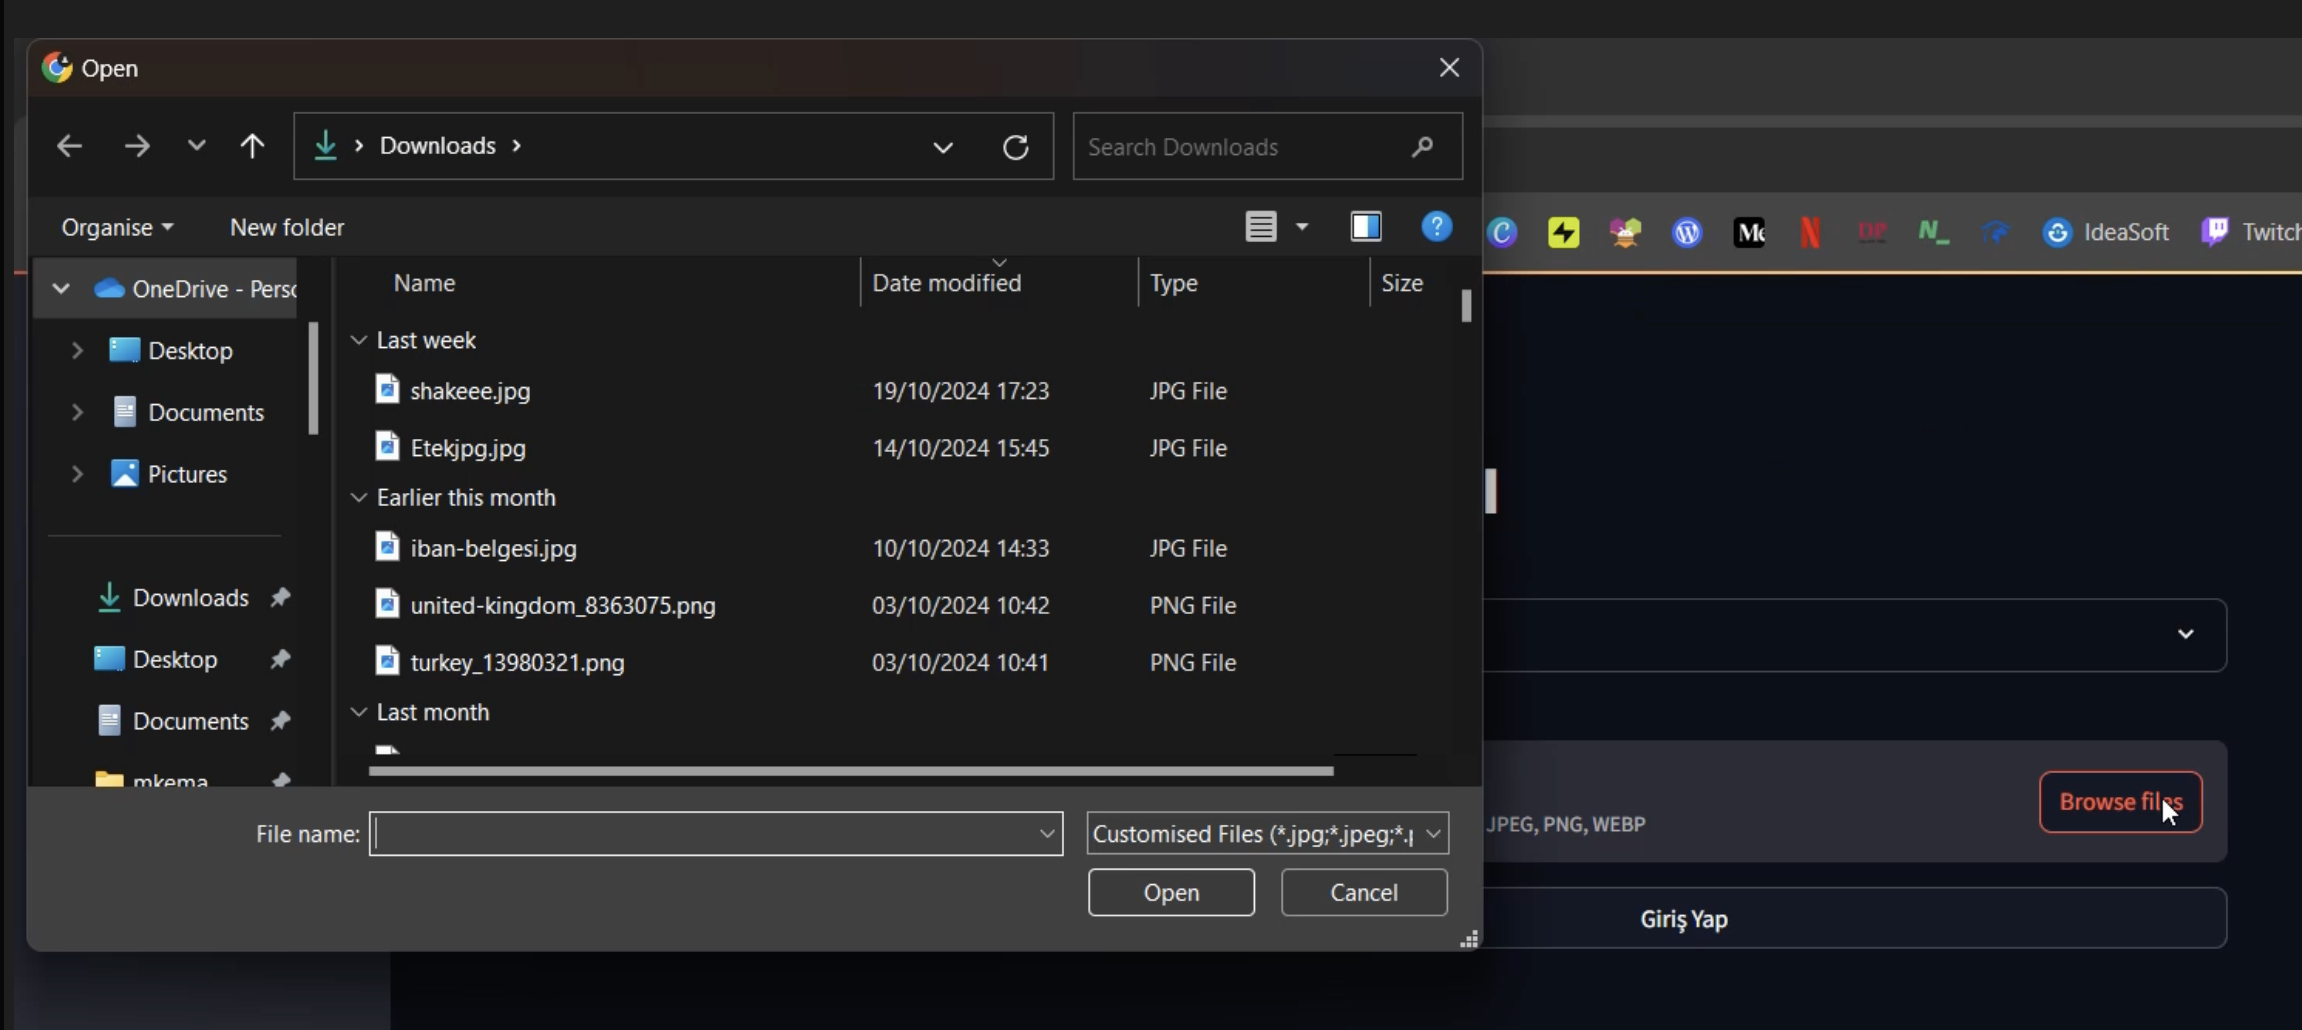 Open
Downloads
Search Downloads
Organise
New folder
IdeaSoft
Twitch
OneDrive - Perso
Desktop
Documents
Pictures
Downloads
Desktop
Documents
mkema
Name Date modified Type Size
Last week
shakeee.jpg 19/10/2024 17:23 JPG File
Etekjpg.jpg 14/10/2024 15:45 JPG File
Earlier this month
iban-belgesi.jpg 10/10/2024 14:33 JPG File
united-kingdom_8363075.png 03/10/2024 10:42 PNG File
turkey_13980321.png 03/10/2024 10:41 PNG File
Last month
File name:
Customised Files (*.jpg;*.jpeg;*.p
Open
Cancel
JPEG, PNG, WEBP
Browse files
Giriş Yap